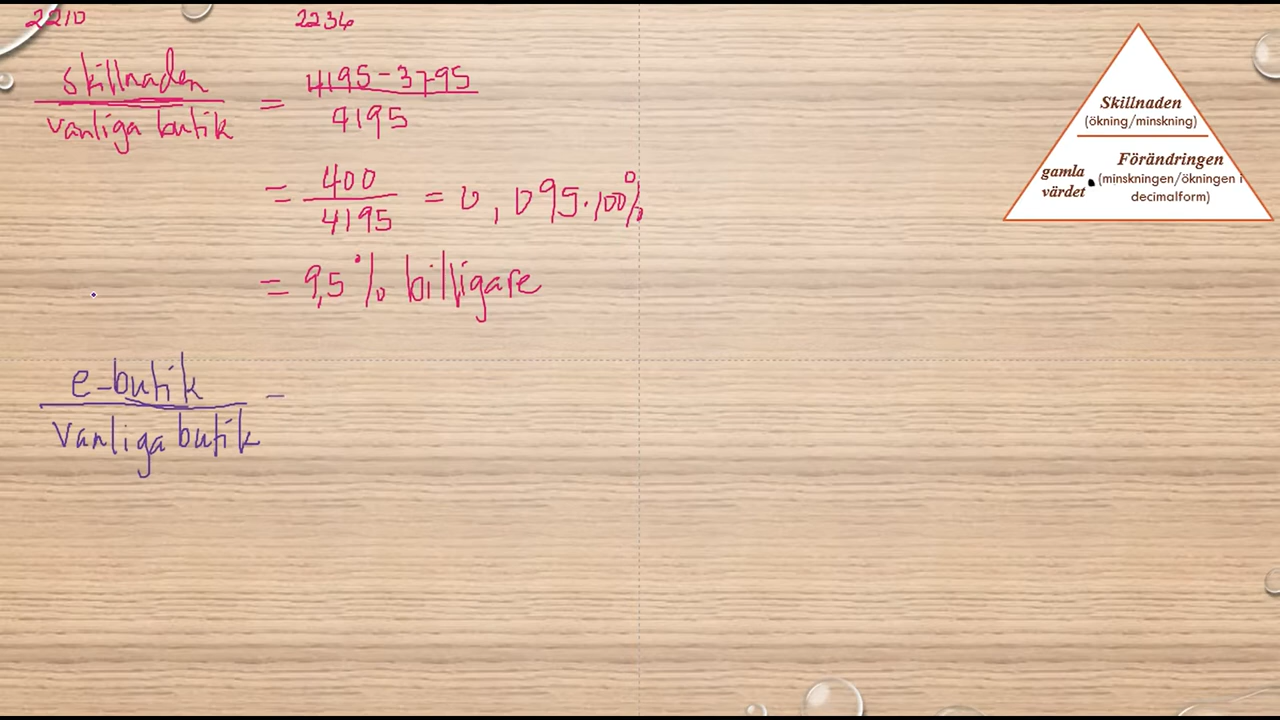 2210 2236
skillnaden / vanliga butik = 4195-3795 / 4195
= 400 / 4195 = 0,095·100%
= 9,5% billigare
e-butik / vanliga butik =
Skillnaden
(ökning/minskning)
gamla värdet • Förändringen
(minskningen/ökningen i
decimalform)